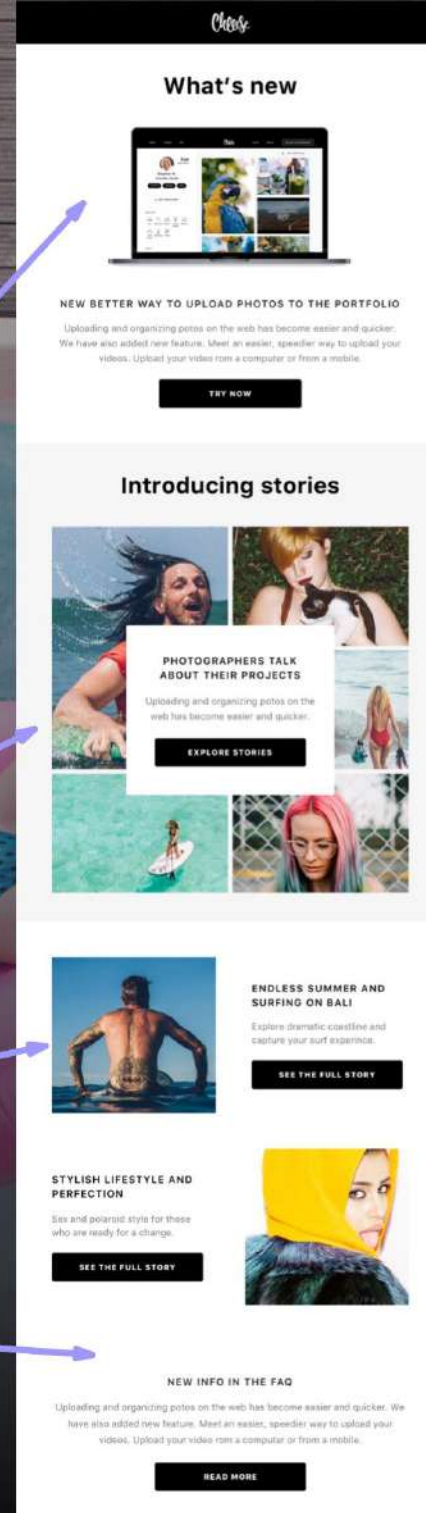 Cheese
What's new
NEW BETTER WAY TO UPLOAD PHOTOS TO THE PORTFOLIO
Uploading and organizing potos on the web has become easier and quicker.
We have also added new feature. Meet an easier, speedier way to upload your
videos. Upload your video rom a computer or from a mobile.
TRY NOW
Introducing stories
PHOTOGRAPHERS TALK
ABOUT THEIR PROJECTS
Uploading and organizing potos on the
web has become easier and quicker.
EXPLORE STORIES
ENDLESS SUMMER AND
SURFING ON BALI
Explore dramatic coastline and
capture your surf experince.
SEE THE FULL STORY
STYLISH LIFESTYLE AND
PERFECTION
Sex and polaroid style for those
who are ready for a change.
SEE THE FULL STORY
NEW INFO IN THE FAQ
Uploading and organizing potos on the web has become easier and quicker. We
have also added new feature. Meet an easier, speedier way to upload your
videos. Upload your video rom a computer or from a mobile.
READ MORE